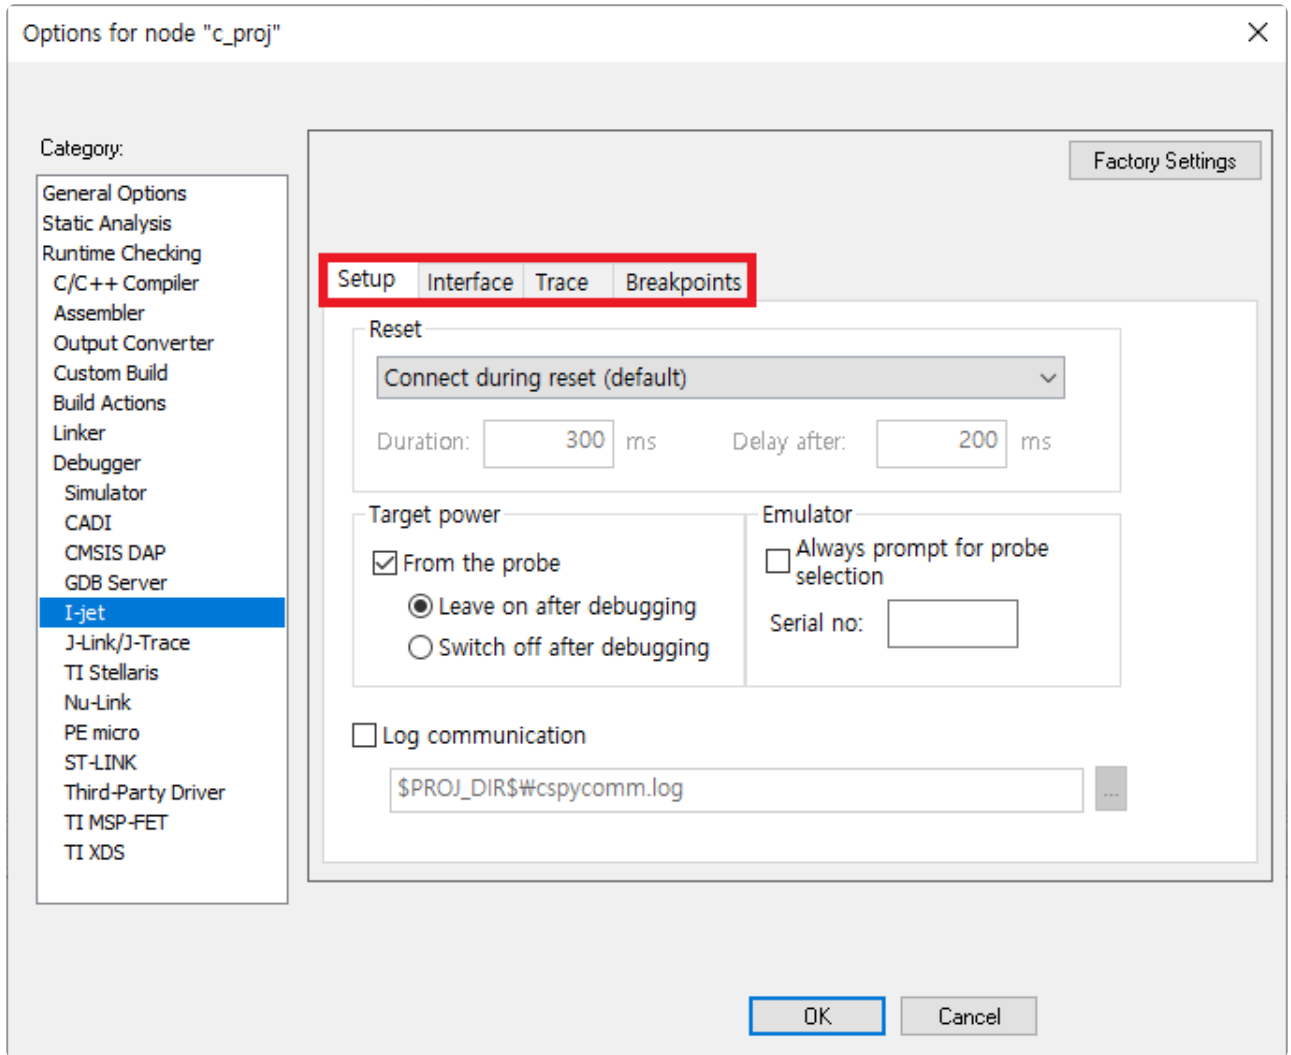 Options for node "c_proj"
Category:
General Options
Static Analysis
Runtime Checking
C/C++ Compiler
Assembler
Output Converter
Custom Build
Build Actions
Linker
Debugger
Simulator
CADI
CMSIS DAP
GDB Server
I-jet
J-Link/J-Trace
TI Stellaris
Nu-Link
PE micro
ST-LINK
Third-Party Driver
TI MSP-FET
TI XDS
Factory Settings
Setup Interface Trace Breakpoints
Reset
Connect during reset (default)
Duration: 300 ms Delay after: 200 ms
Target power
From the probe
Leave on after debugging
Switch off after debugging
Emulator
Always prompt for probe
selection
Serial no:
Log communication
$PROJ_DIR$₩cspycomm.log
...
OK Cancel